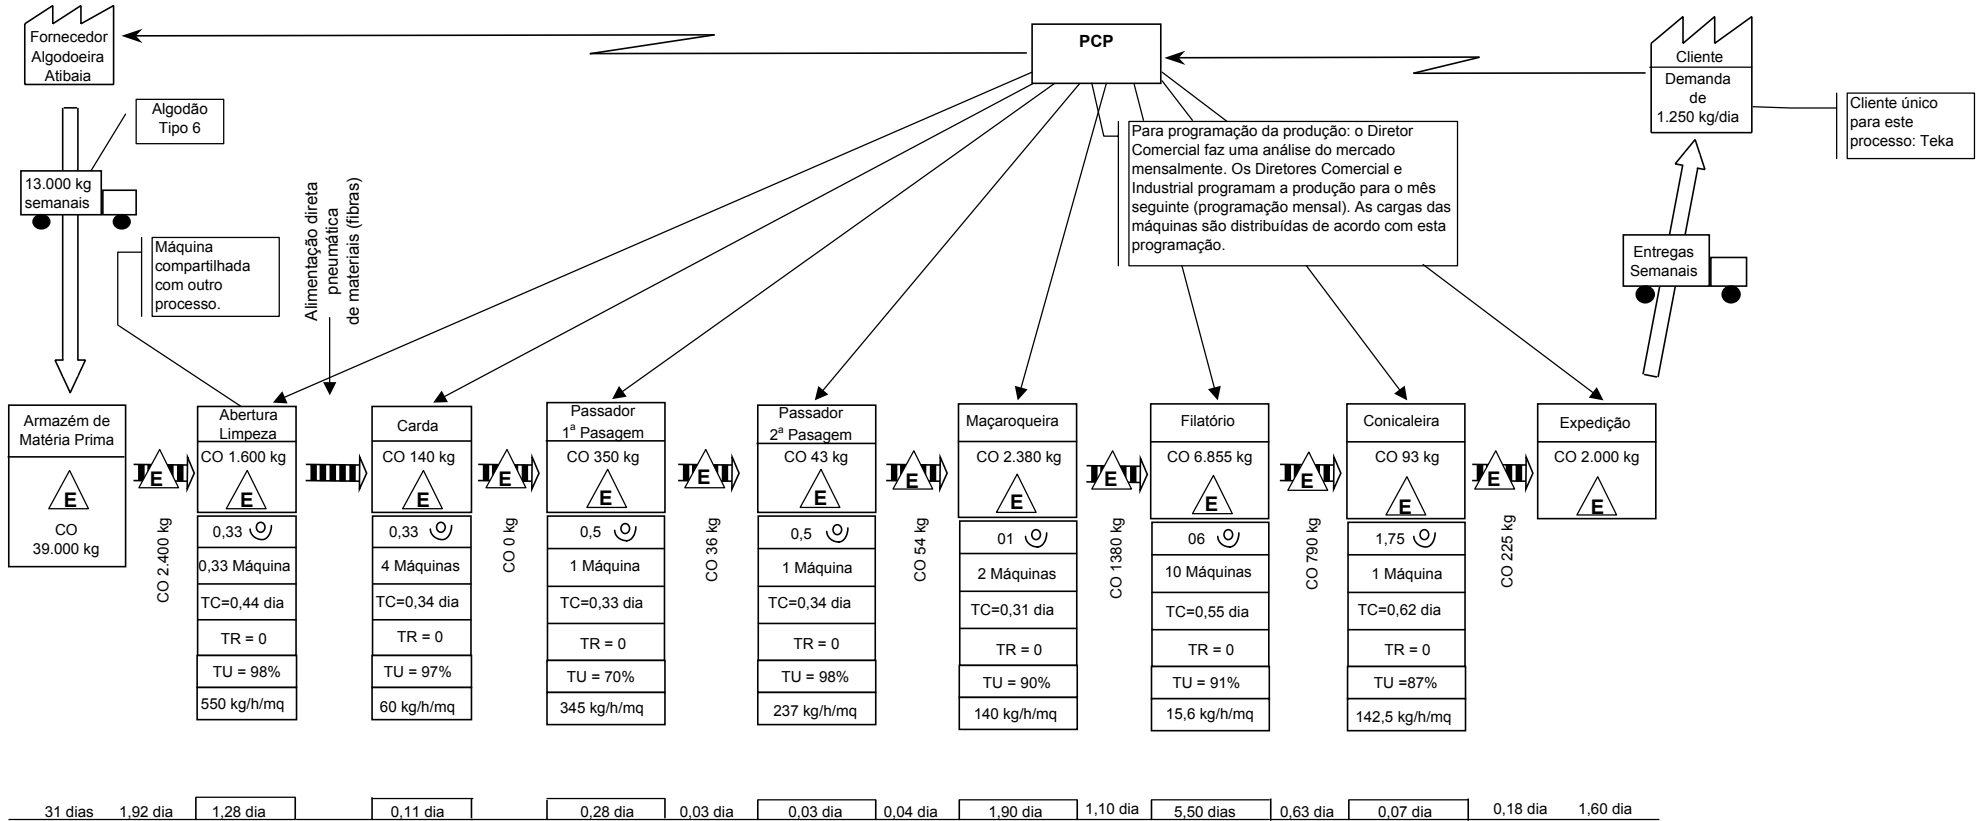 Fornecedor
Algodoeira
Atibaia
PCP
Cliente
Demanda
de
1.250 kg/dia
Cliente único
para este
processo: Teka
Algodão
Tipo 6
13.000 kg
semanais
Para programação da produção: o Diretor
Comercial faz uma análise do mercado
mensalmente. Os Diretores Comercial e
Industrial programam a produção para o mês
seguinte (programação mensal). As cargas das
máquinas são distribuídas de acordo com esta
programação.
Alimentação direta
pneumática
de materiais (fibras)
Máquina
compartilhada
com outro
processo.
Entregas
Semanais
Armazém de
Matéria Prima
E
CO
39.000 kg
E
CO 2.400 kg
Abertura
Limpeza
CO 1.600 kg
E
0,33
0,33 Máquina
TC=0,44 dia
TR = 0
TU = 98%
550 kg/h/mq
Carda
CO 140 kg
E
0,33
4 Máquinas
TC=0,34 dia
TR = 0
TU = 97%
60 kg/h/mq
E
CO 0 kg
Passador
1ª Pasagem
CO 350 kg
E
0,5
1 Máquina
TC=0,33 dia
TR = 0
TU = 70%
345 kg/h/mq
E
CO 36 kg
Passador
2ª Pasagem
CO 43 kg
E
0,5
1 Máquina
TC=0,34 dia
TR = 0
TU = 98%
237 kg/h/mq
E
CO 54 kg
Maçaroqueira
CO 2.380 kg
E
01
2 Máquinas
TC=0,31 dia
TR = 0
TU = 90%
140 kg/h/mq
E
CO 1380 kg
Filatório
CO 6.855 kg
E
06
10 Máquinas
TC=0,55 dia
TR = 0
TU = 91%
15,6 kg/h/mq
E
CO 790 kg
Conicaleira
CO 93 kg
E
1,75
1 Máquina
TC=0,62 dia
TR = 0
TU =87%
142,5 kg/h/mq
E
CO 225 kg
Expedição
CO 2.000 kg
E
31 dias 1,92 dia 1,28 dia 0,11 dia 0,28 dia 0,03 dia 0,03 dia 0,04 dia 1,90 dia 1,10 dia 5,50 dias 0,63 dia 0,07 dia 0,18 dia 1,60 dia